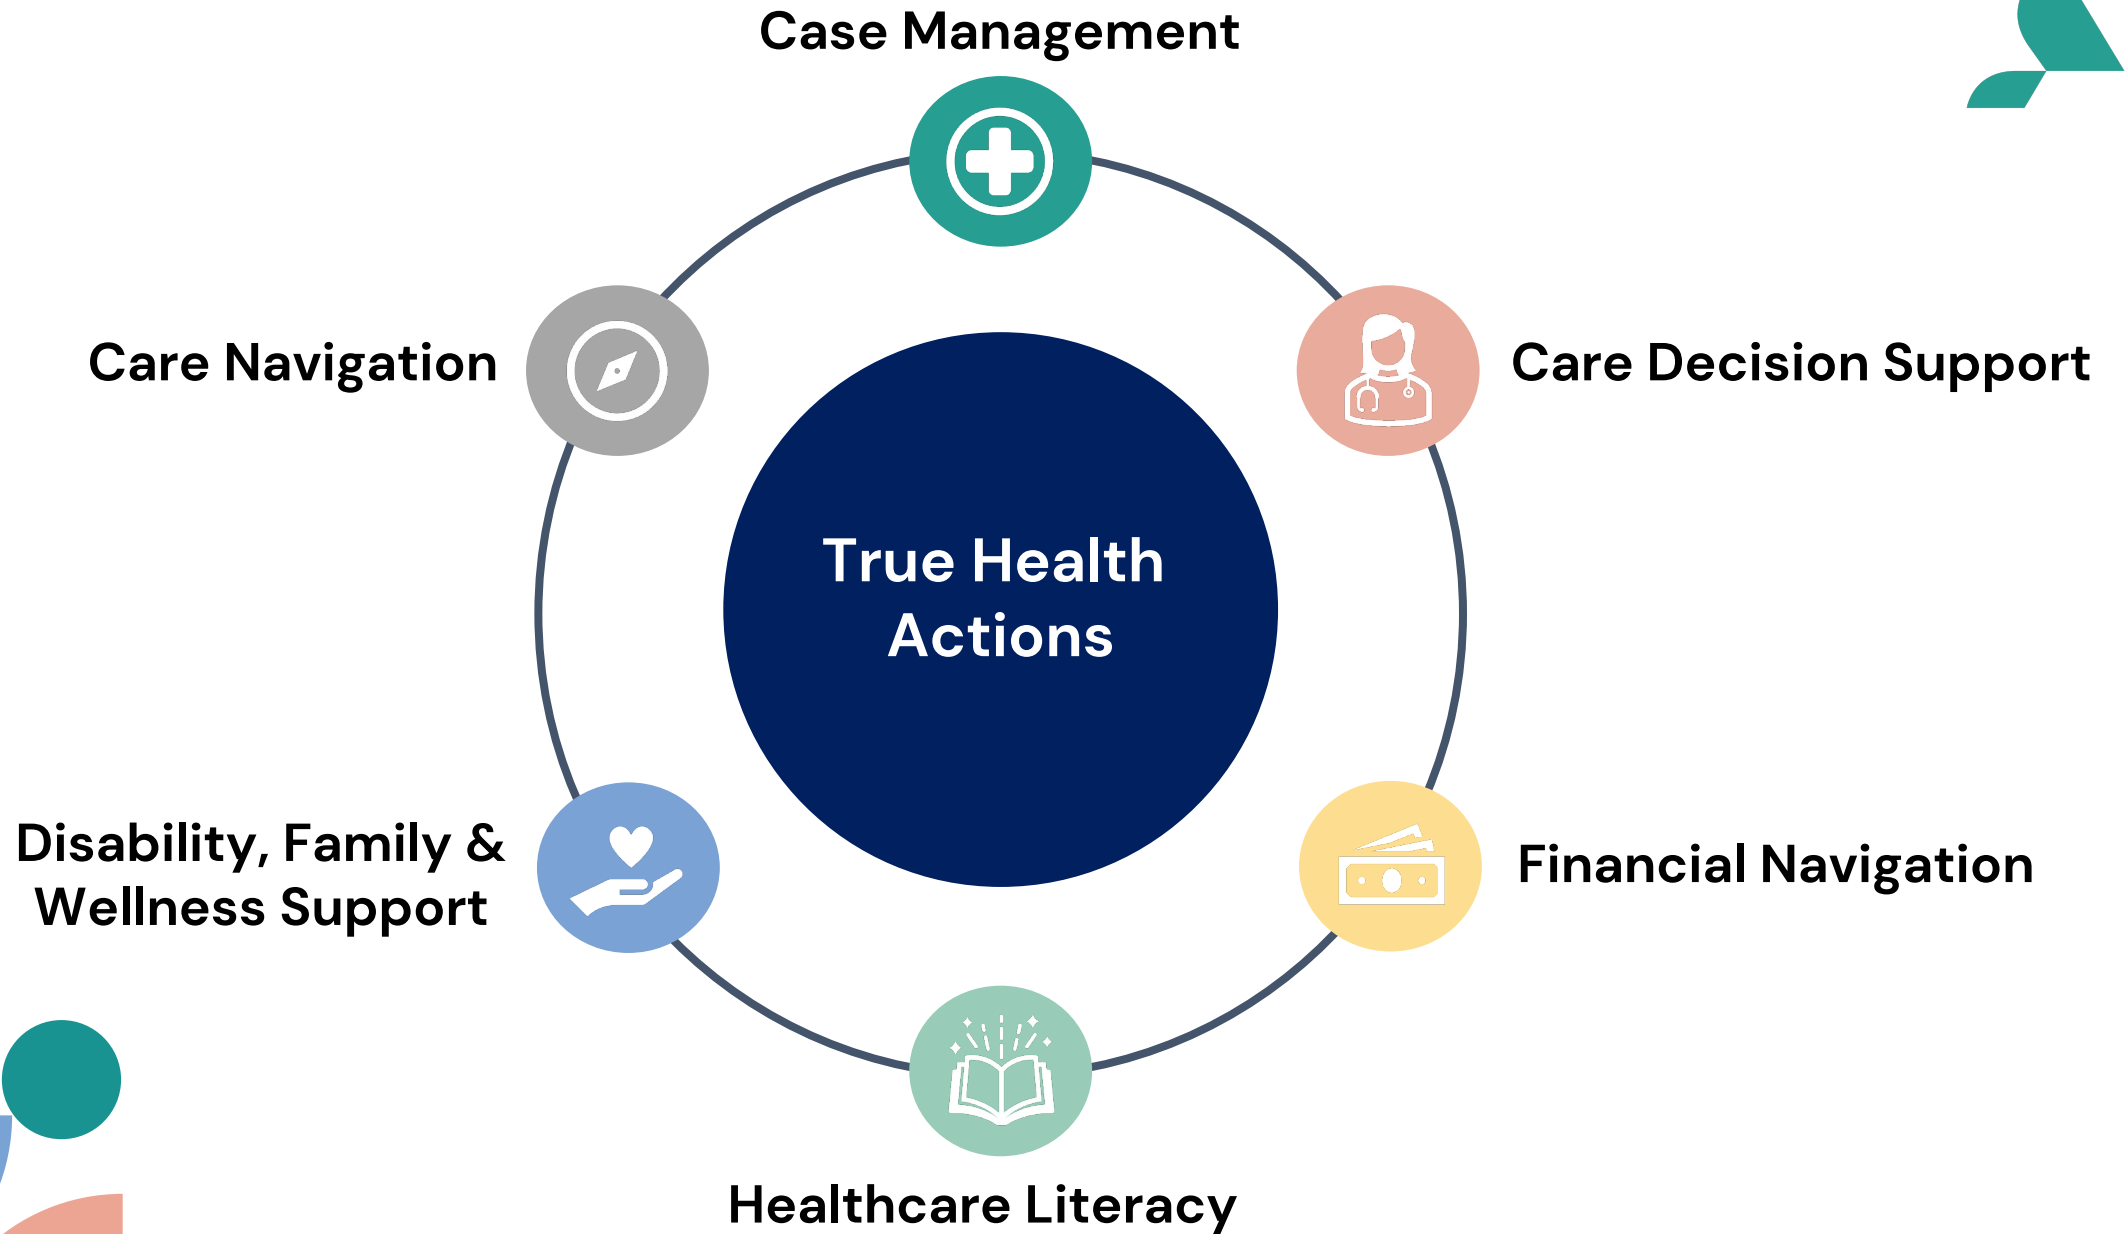 Case Management
Care Navigation
Care Decision Support
True Health
Actions
Disability, Family &
Wellness Support
Financial Navigation
Healthcare Literacy